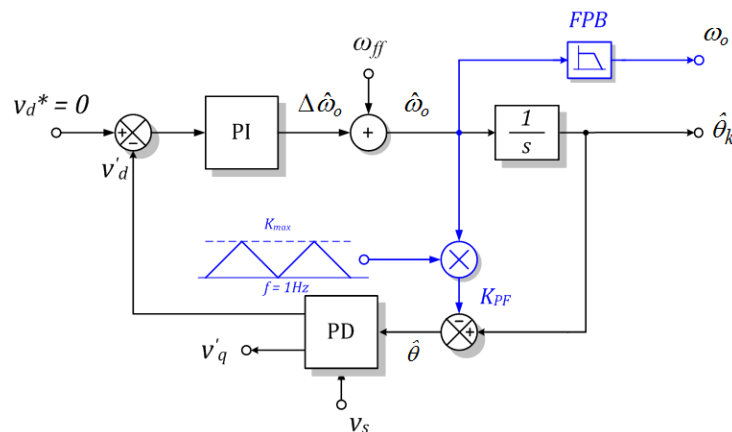 FPB
ω_ff
ω_o
v_d* = 0
Δω̂_o
ω̂_o
+
−
PI
+
1
s
θ̂_k
v'_d
K_max
×
f = 1Hz
K_PF
−
+
PD
θ̂
v'_q
v_s